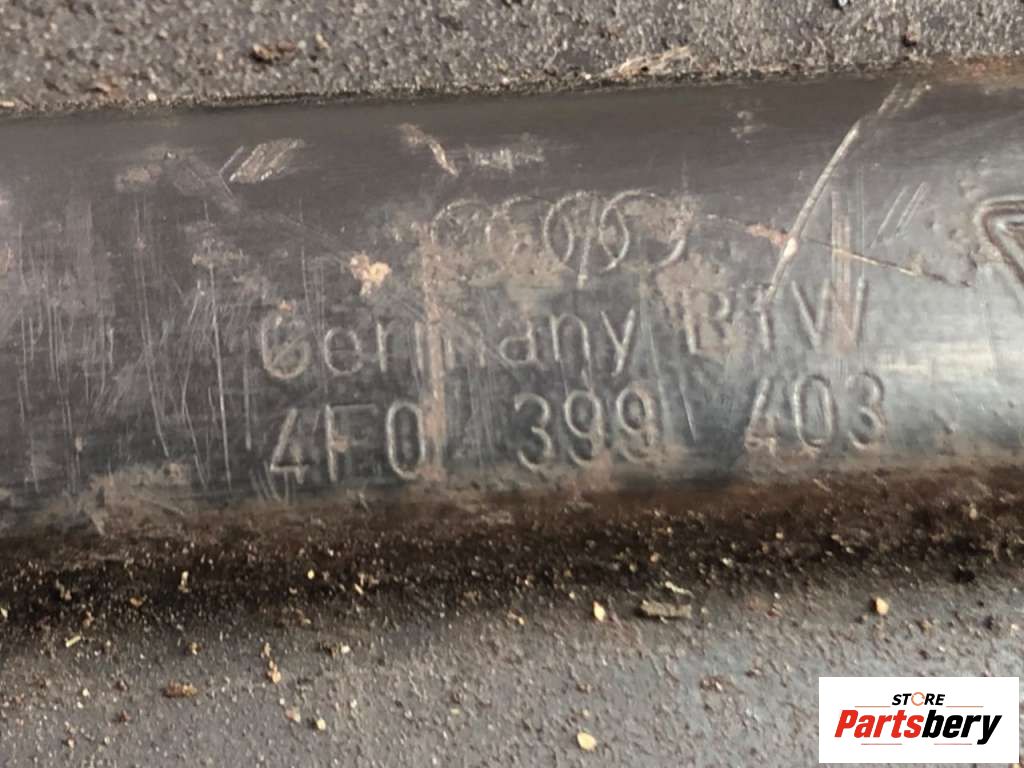 Germany BTW
4F0 399 403
STORE
Partsbery